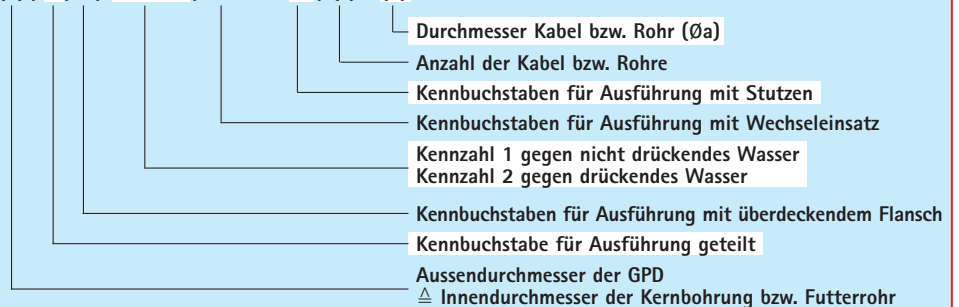 Durchmesser Kabel bzw. Rohr (Øa)
Anzahl der Kabel bzw. Rohre
Kennbuchstaben für Ausführung mit Stutzen
Kennbuchstaben für Ausführung mit Wechseleinsatz
Kennzahl 1 gegen nicht drückendes Wasser
Kennzahl 2 gegen drückendes Wasser
Kennbuchstaben für Ausführung mit überdeckendem Flansch
Kennbuchstabe für Ausführung geteilt
Aussendurchmesser der GPD
≙ Innendurchmesser der Kernbohrung bzw. Futterrohr